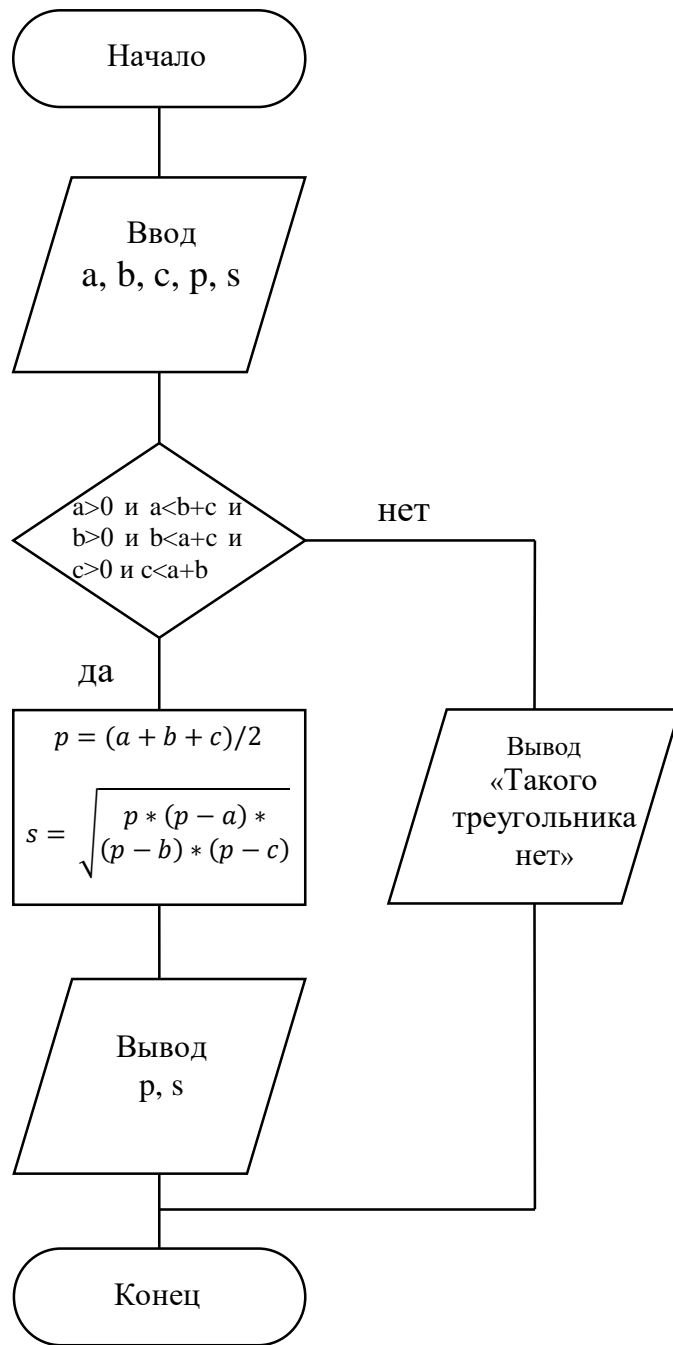 Начало
Ввод
a, b, c, p, s
a>0 и a<b+c и
b>0 и b<a+c и
c>0 и c<a+b
нет
да
p = (a + b + c)/2
s = √(p ∗ (p − a) ∗
(p − b) ∗ (p − c))
Вывод
«Такого
треугольника
нет»
Вывод
p, s
Конец